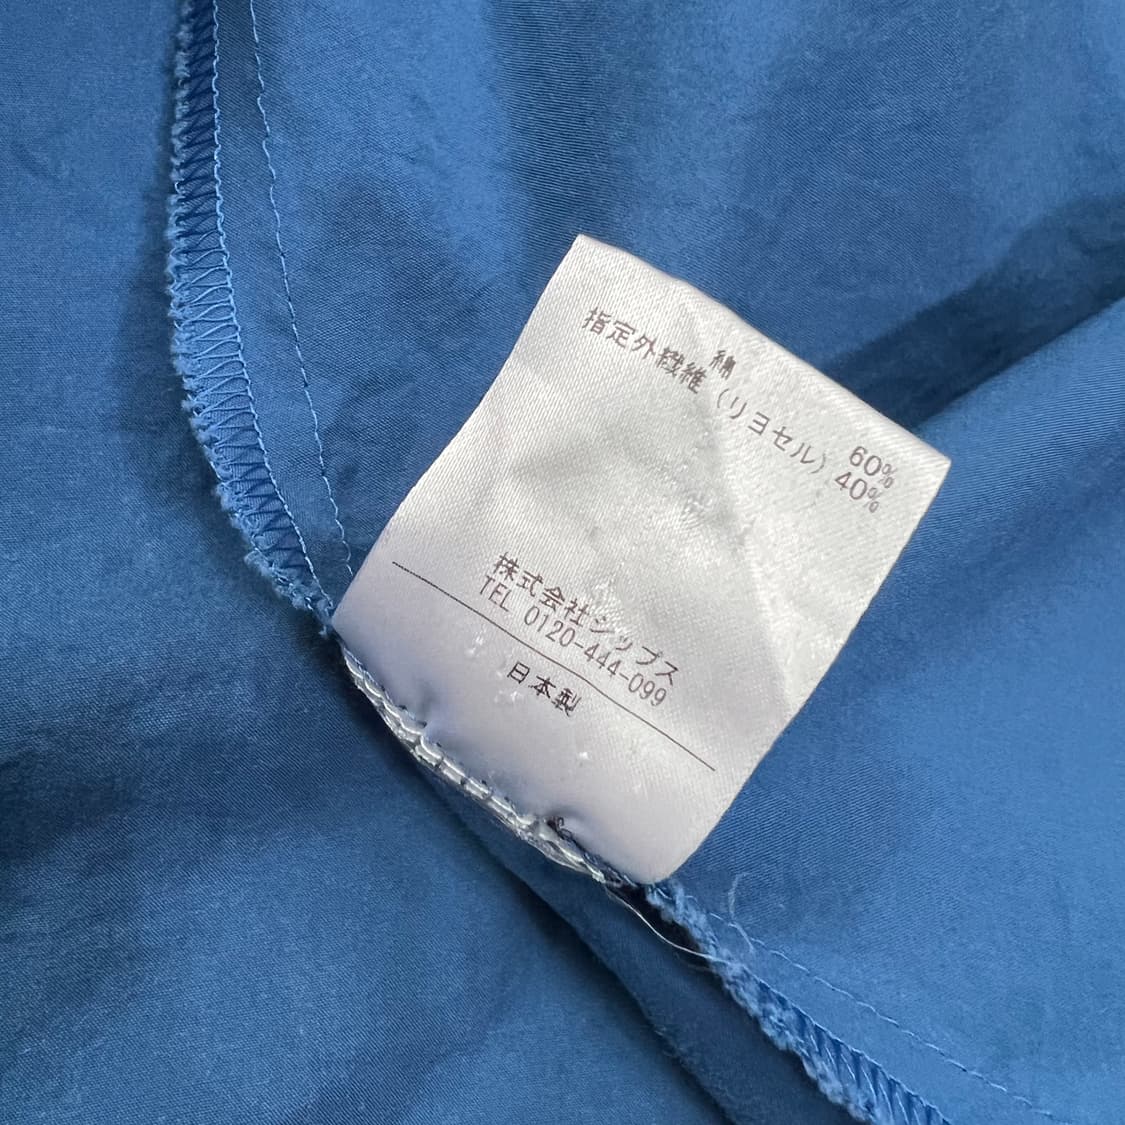 綿 60%
指定外繊維（リヨセル） 40%
株式会社シップス
TEL 0120-444-099
日本製